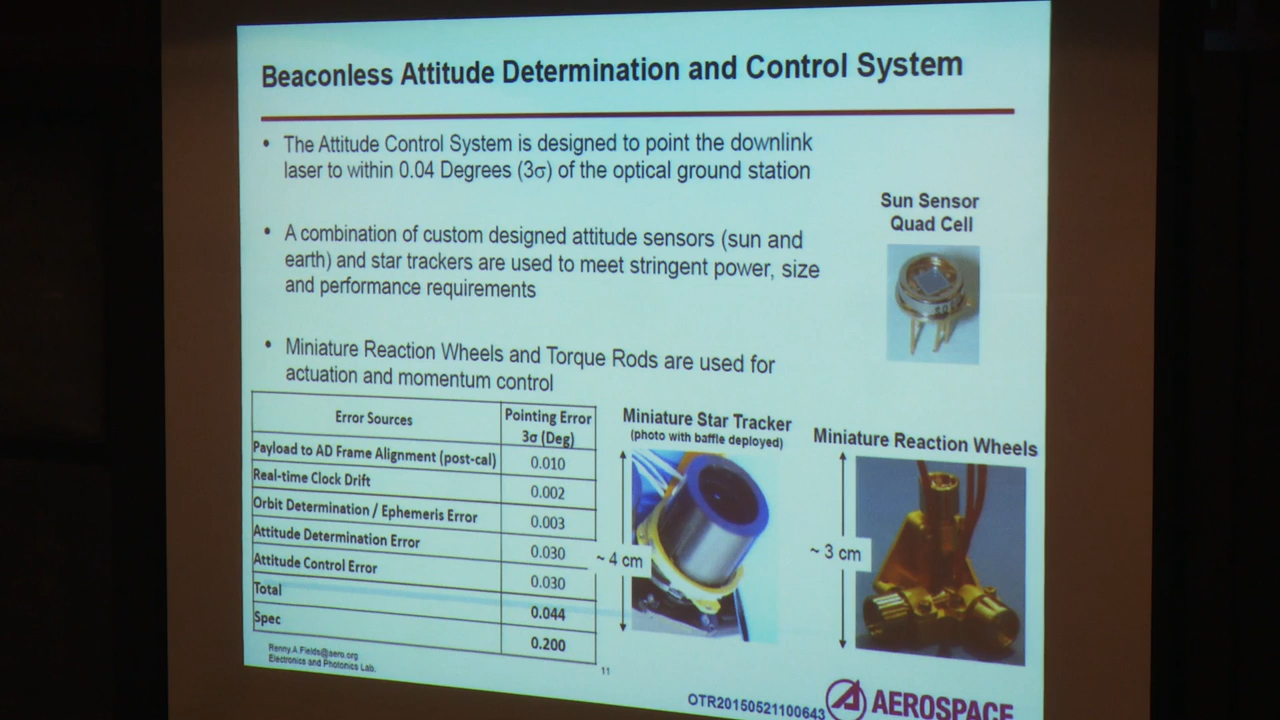 Beaconless Attitude Determination and Control System
• The Attitude Control System is designed to point the downlink
laser to within 0.04 Degrees (3σ) of the optical ground station
• A combination of custom designed attitude sensors (sun and
earth) and star trackers are used to meet stringent power, size
and performance requirements
• Miniature Reaction Wheels and Torque Rods are used for
actuation and momentum control
Sun Sensor
Quad Cell
Error Sources Pointing Error
3σ (Deg)
Payload to AD Frame Alignment (post-cal) 0.010
Real-time Clock Drift 0.002
Orbit Determination / Ephemeris Error 0.003
Attitude Determination Error 0.030
Attitude Control Error 0.030
Total 0.044
Spec 0.200
Miniature Star Tracker
(photo with baffle deployed)
~ 4 cm
Miniature Reaction Wheels
~ 3 cm
Renny.A.Fields@aero.org
Electronics and Photonics Lab.
11
OTR20150521100643
AEROSPACE